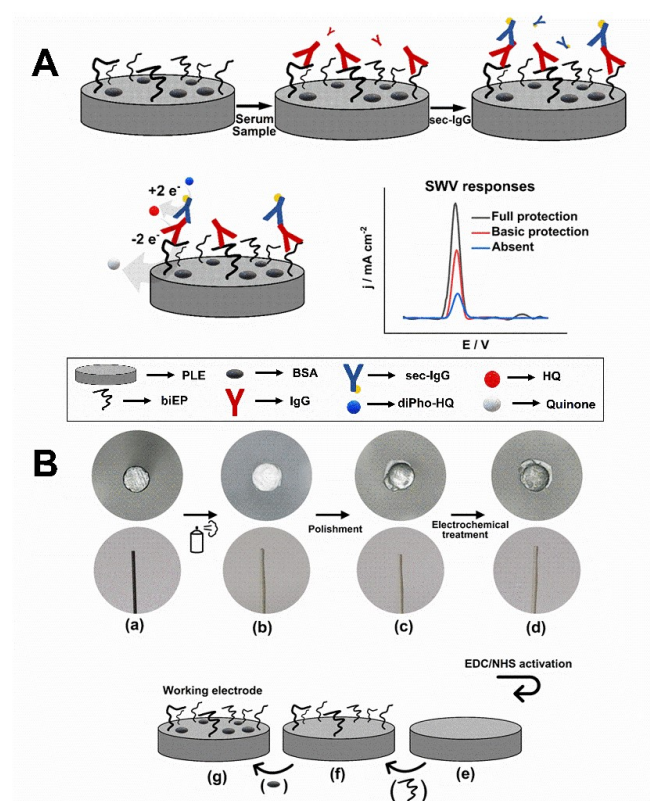 A
Serum
Sample
sec-IgG
+2 e-
-2 e-
SWV responses
Full protection
Basic protection
Absent
j / mA cm-2
E / V
PLE
BSA
sec-IgG
HQ
biEP
IgG
diPho-HQ
Quinone
B
Polishment
Electrochemical
treatment
(a)
(b)
(c)
(d)
EDC/NHS activation
Working electrode
(g)
(f)
(e)